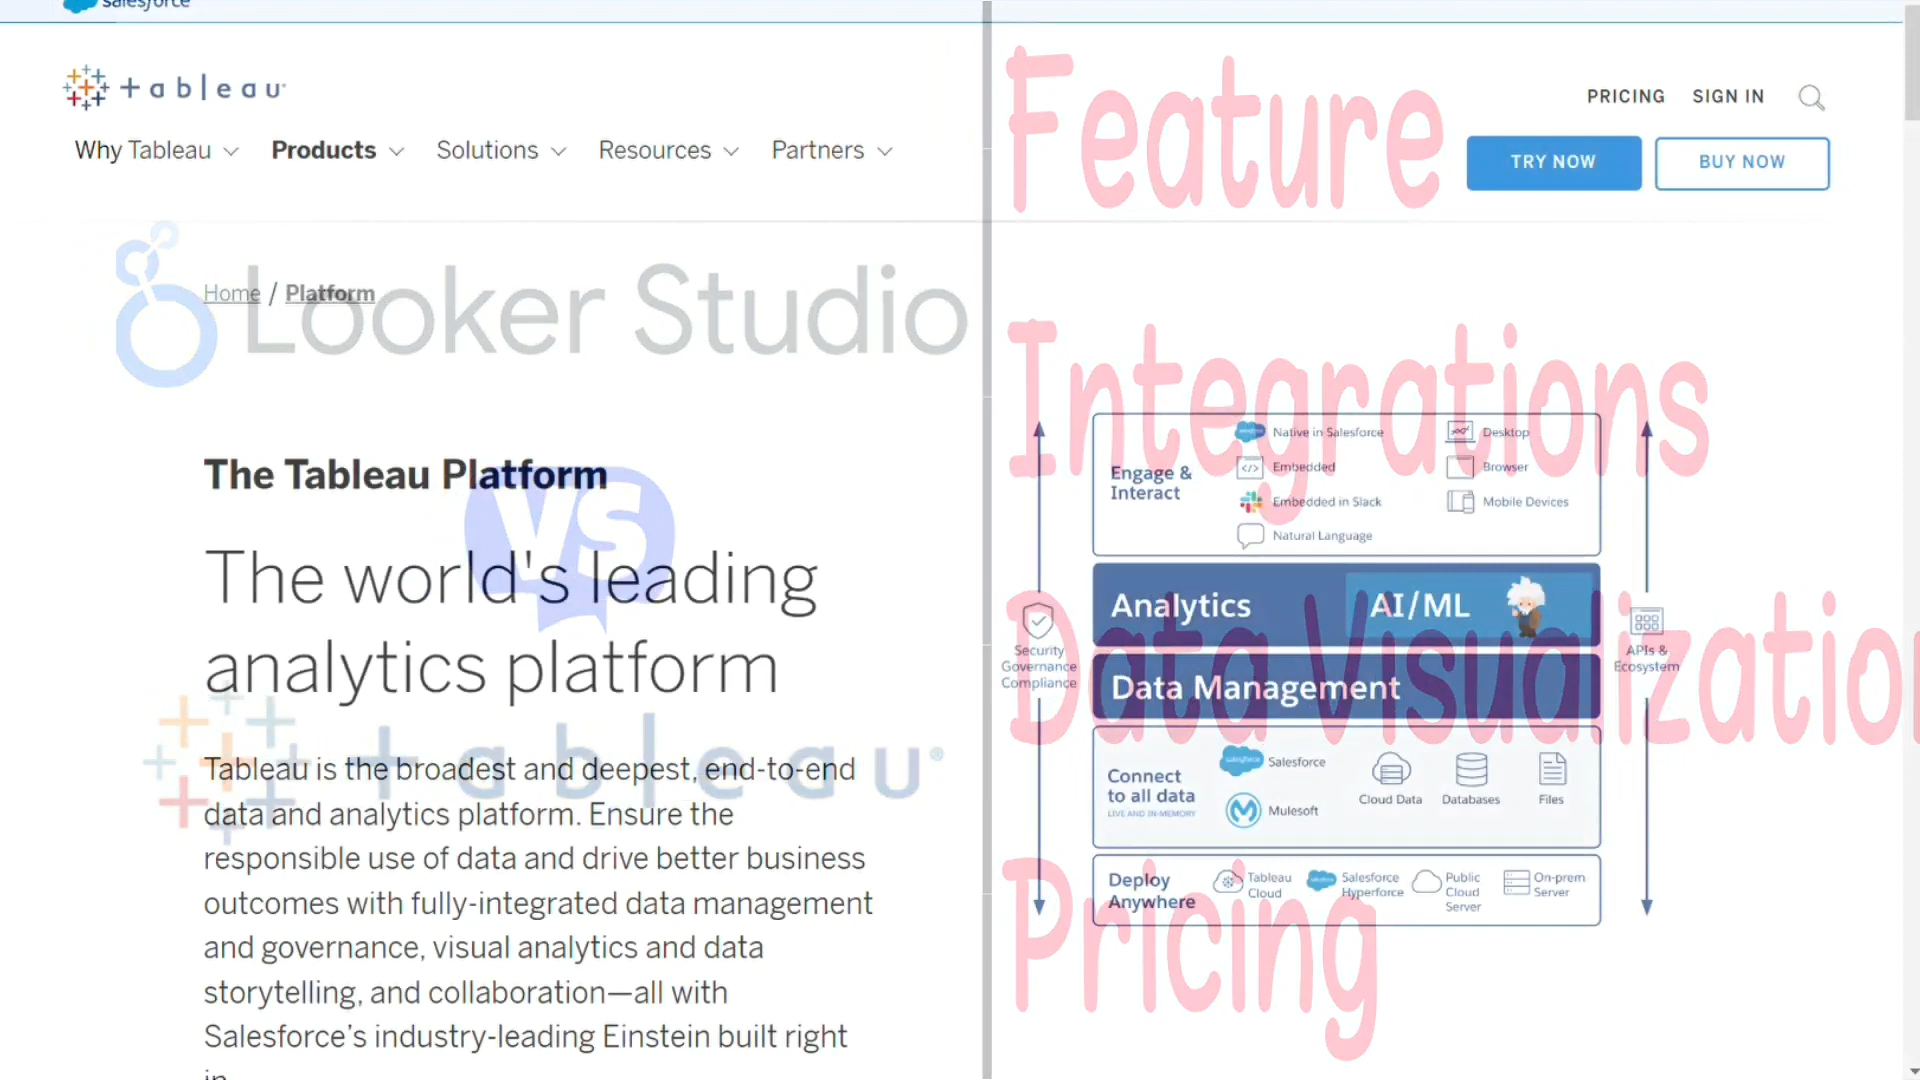 salesforce
+ableau
PRICING SIGN IN
Why Tableau Products Solutions Resources Partners
TRY NOW BUY NOW
Feature
Home / Platform
Looker Studio
Integrations
The Tableau Platform
VS
The world's leading
analytics platform
+ableau®
Tableau is the broadest and deepest, end-to-end
data and analytics platform. Ensure the
responsible use of data and drive better business
outcomes with fully-integrated data management
and governance, visual analytics and data
storytelling, and collaboration—all with
Salesforce's industry-leading Einstein built right
in
Engage &
Interact
Native in Salesforce
Embedded
Embedded in Slack
Natural Language
Desktop
Browser
Mobile Devices
Analytics AI/ML
Data Visualization
Data Management
Security
Governance
Compliance
APIs &
Ecosystem
Connect
to all data
LIVE AND IN-MEMORY
salesforce Salesforce
Mulesoft
Cloud Data
Databases
Files
Pricing
Deploy
Anywhere
Tableau
Cloud
Salesforce
Hyperforce
Public
Cloud
Server
On-prem
Server